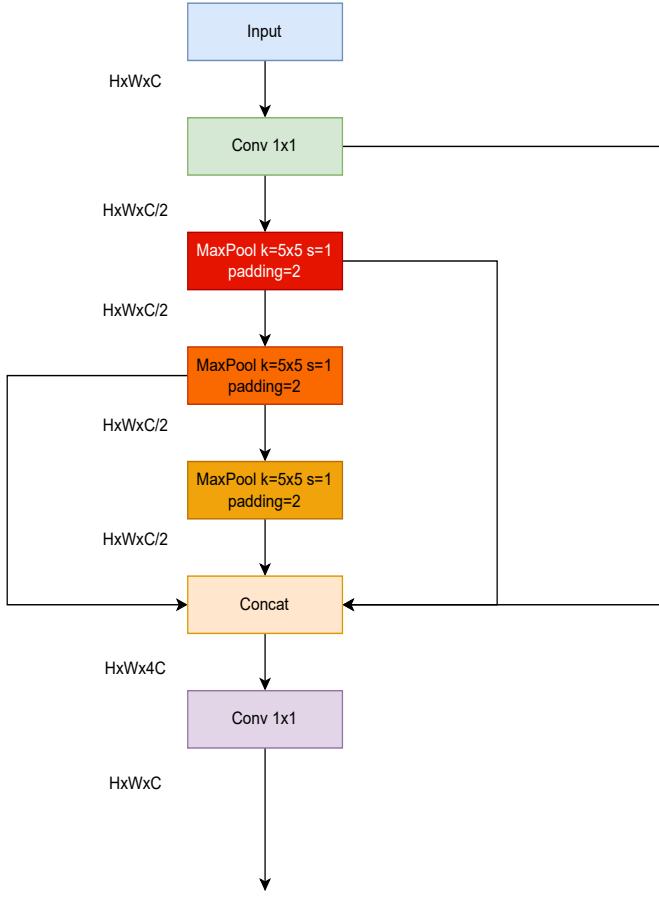 Input
HxWxC
Conv 1x1
HxWxC/2
MaxPool k=5x5 s=1
padding=2
HxWxC/2
MaxPool k=5x5 s=1
padding=2
HxWxC/2
MaxPool k=5x5 s=1
padding=2
HxWxC/2
Concat
HxWx4C
Conv 1x1
HxWxC